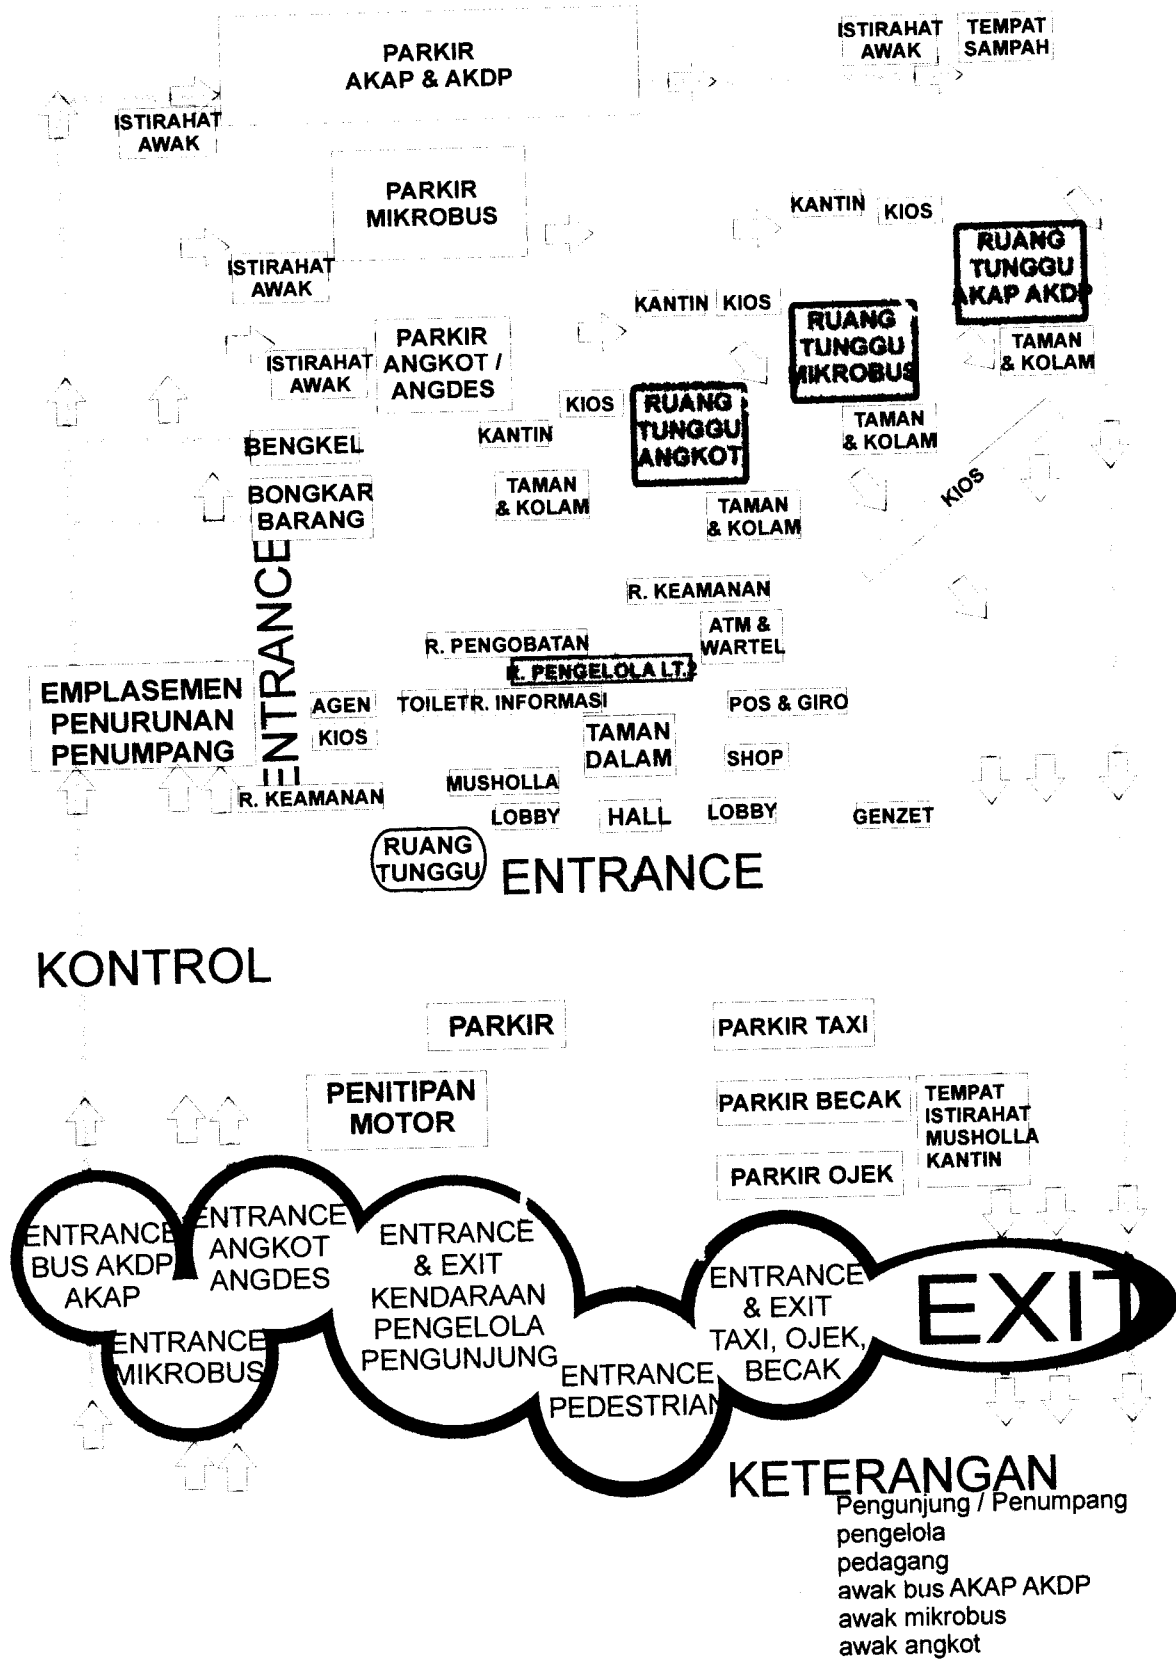 PARKIR
AKAP & AKDP
ISTIRAHAT
AWAK
TEMPAT
SAMPAH
ISTIRAHAT
AWAK
PARKIR
MIKROBUS
KANTIN
KIOS
RUANG
TUNGGU
AKAP AKDP
ISTIRAHAT
AWAK
KANTIN
KIOS
RUANG
TUNGGU
MIKROBUS
PARKIR
ANGKOT /
ANGDES
ISTIRAHAT
AWAK
TAMAN
& KOLAM
KIOS
RUANG
TUNGGU
ANGKOT
TAMAN
& KOLAM
BENGKEL
KANTIN
BONGKAR
BARANG
TAMAN
& KOLAM
TAMAN
& KOLAM
KIOS
ENTRANCE
R. KEAMANAN
ATM &
WARTEL
R. PENGOBATAN
R. PENGELOLA LT.2
EMPLASEMEN
PENURUNAN
PENUMPANG
AGEN
TOILET
R. INFORMASI
POS & GIRO
KIOS
TAMAN
DALAM
SHOP
MUSHOLLA
R. KEAMANAN
LOBBY
HALL
LOBBY
GENZET
RUANG
TUNGGU
ENTRANCE
KONTROL
PARKIR
PARKIR TAXI
PENITIPAN
MOTOR
PARKIR BECAK
TEMPAT
ISTIRAHAT
MUSHOLLA
KANTIN
PARKIR OJEK
ENTRANCE
BUS AKDP
AKAP
ENTRANCE
ANGKOT
ANGDES
ENTRANCE
MIKROBUS
ENTRANCE
& EXIT
KENDARAAN
PENGELOLA
PENGUNJUNG
ENTRANCE
PEDESTRIAN
ENTRANCE
& EXIT
TAXI, OJEK,
BECAK
EXIT
KETERANGAN
Pengunjung / Penumpang
pengelola
pedagang
awak bus AKAP AKDP
awak mikrobus
awak angkot